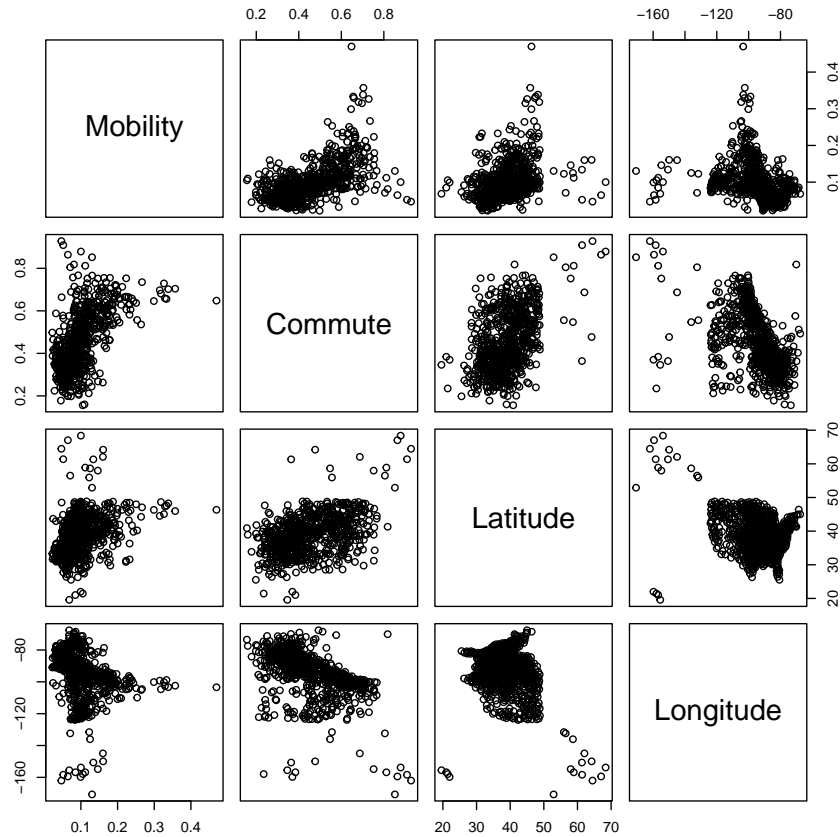 0.2 0.4 0.6 0.8 −160 −120 −80
Mobility 0.1 0.2 0.3 0.4
0.2 0.4 0.6 0.8 Commute
Latitude 20 30 40 50 60 70
−160 −120 −80 Longitude
0.1 0.2 0.3 0.4 20 30 40 50 60 70